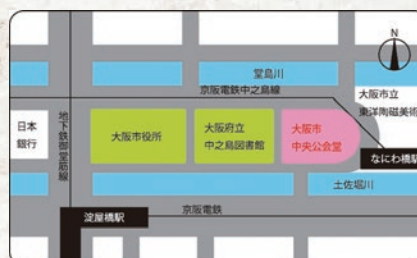 N
堂島川
京阪電鉄中之島線
大阪市立
東洋陶磁美術
地下鉄御堂筋線
日本
銀行
大阪市役所
大阪府立
中之島図書館
大阪市
中央公会堂
なにわ橋駅
土佐堀川
淀屋橋駅
京阪電鉄